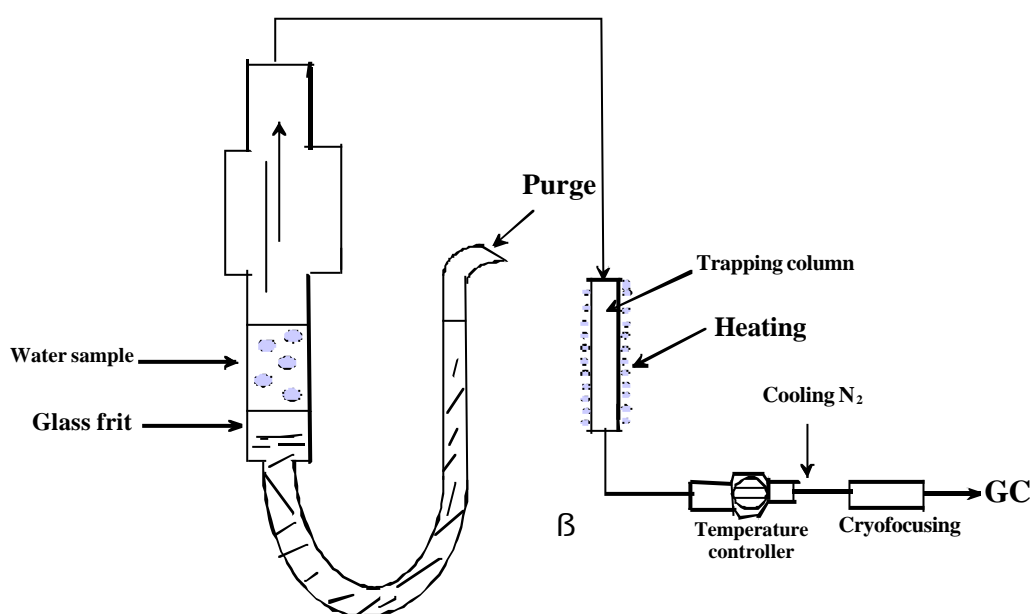 Purge
Trapping column
Heating
Water sample
Glass frit
Cooling N₂
GC
ß
Temperature
controller
Cryofocusing